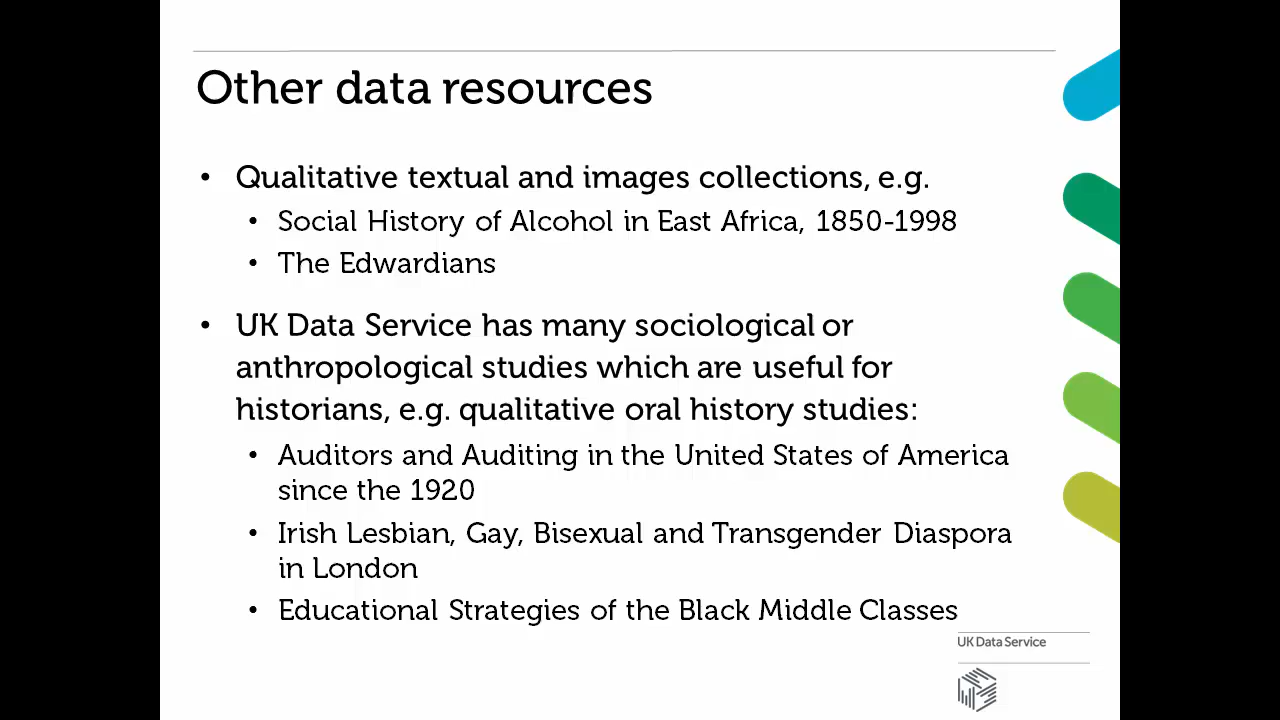 Other data resources
• Qualitative textual and images collections, e.g.
• Social History of Alcohol in East Africa, 1850-1998
• The Edwardians
• UK Data Service has many sociological or
anthropological studies which are useful for
historians, e.g. qualitative oral history studies:
• Auditors and Auditing in the United States of America
since the 1920
• Irish Lesbian, Gay, Bisexual and Transgender Diaspora
in London
• Educational Strategies of the Black Middle Classes
UK Data Service